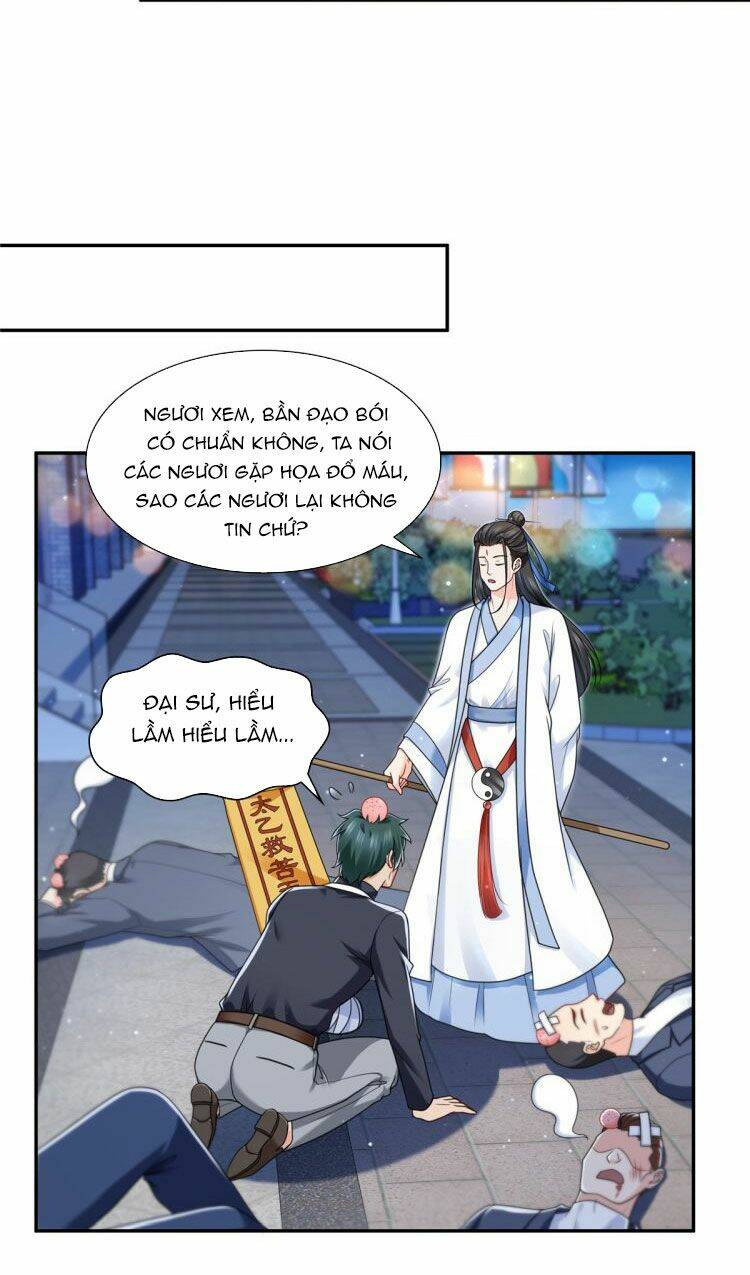 NGƯƠI XEM, BẦN ĐẠO BÓI
CÓ CHUẨN KHÔNG, TA NÓI
CÁC NGƯƠI GẶP HỌA ĐỔ MÁU,
SAO CÁC NGƯƠI LẠI KHÔNG
TIN CHỨ?
ĐẠI SƯ, HIỂU
LẦM HIỂU LẦM...
太乙救苦天